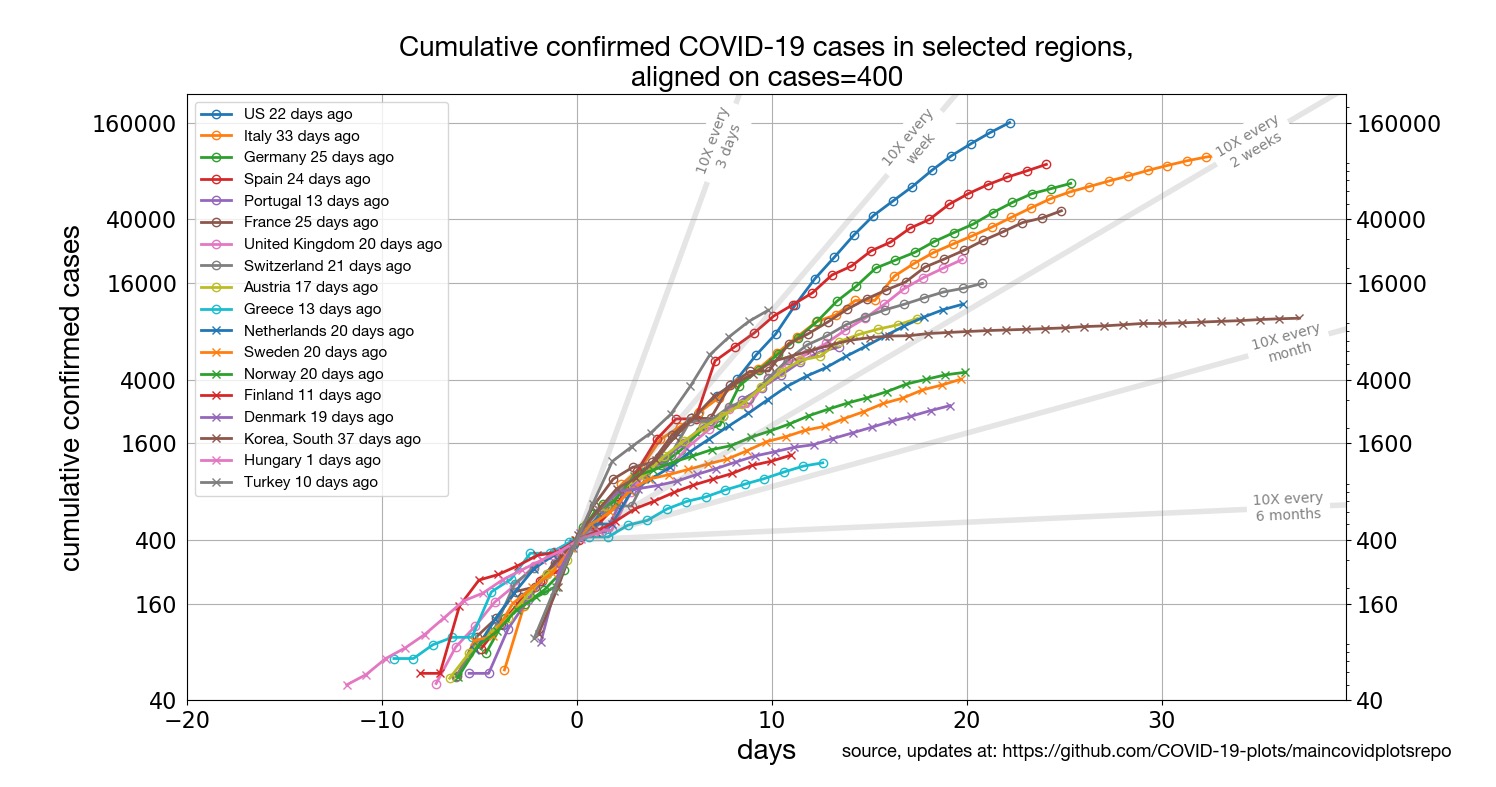 Cumulative confirmed COVID-19 cases in selected regions,
aligned on cases=400
cumulative confirmed cases
160000
40000
16000
4000
1600
400
160
40
US 22 days ago
Italy 33 days ago
Germany 25 days ago
Spain 24 days ago
Portugal 13 days ago
France 25 days ago
United Kingdom 20 days ago
Switzerland 21 days ago
Austria 17 days ago
Greece 13 days ago
Netherlands 20 days ago
Sweden 20 days ago
Norway 20 days ago
Finland 11 days ago
Denmark 19 days ago
Korea, South 37 days ago
Hungary 1 days ago
Turkey 10 days ago
10X every
3 days
10X every
week
10X every
2 weeks
10X every
month
10X every
6 months
160000
40000
16000
4000
1600
400
160
40
−20 −10 0 10 20 30
days
source, updates at: https://github.com/COVID-19-plots/maincovidplotsrepo